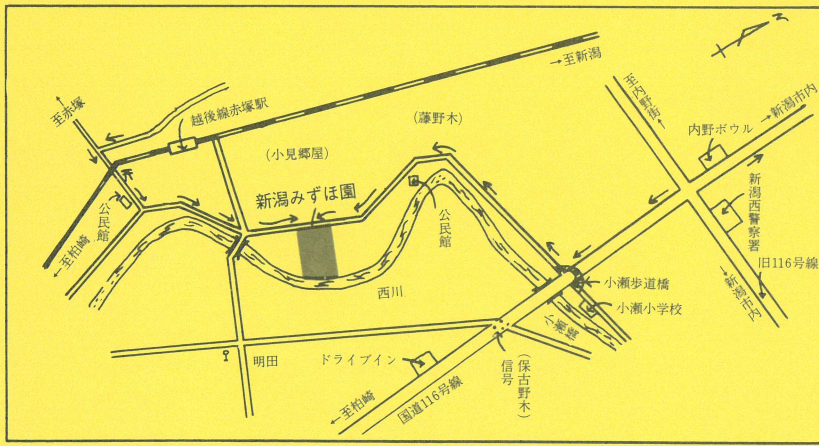 N
→至新潟
至内野街→
→新潟市内
内野ボウル
←至赤塚
越後線赤塚駅
(藤野木)
(小見郷屋)
新潟みずほ園
公民館
公民館
新潟西警察署
旧116号線
←至柏崎
西川
小瀬歩道橋
小瀬小学校
小瀬橋
→新潟市内
明田
ドライブイン
(保古野木)
信号
←至柏崎
国道116号線